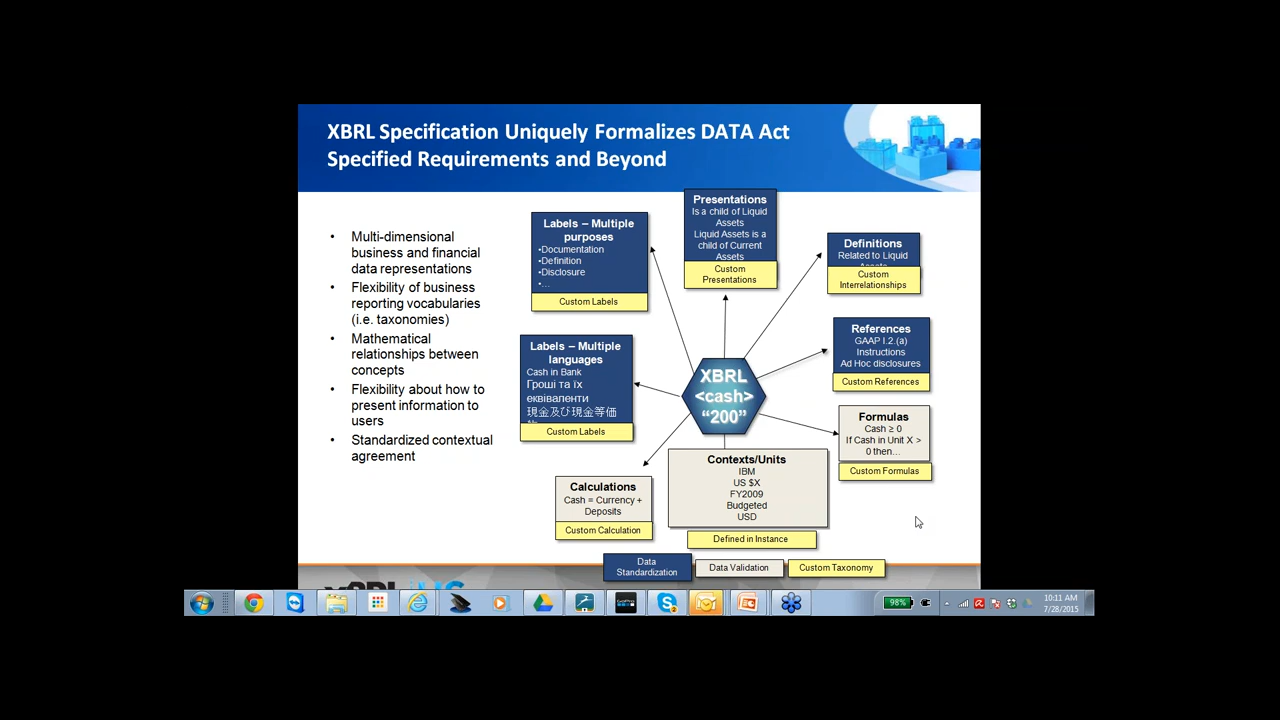 XBRL Specification Uniquely Formalizes DATA Act
Specified Requirements and Beyond
• Multi-dimensional
business and financial
data representations
• Flexibility of business
reporting vocabularies
(i.e. taxonomies)
• Mathematical
relationships between
concepts
• Flexibility about how to
present information to
users
• Standardized contextual
agreement
Labels – Multiple
purposes
•Documentation
•Definition
•Disclosure
•...
Custom Labels
Presentations
Is a child of Liquid
Assets
Liquid Assets is a
child of Current
Assets
Custom
Presentations
Definitions
Related to Liquid
Assets
Custom
Interrelationships
Labels – Multiple
languages
Cash in Bank
Гроші та їх
еквіваленти
現金及び現金等価
Custom Labels
XBRL
<cash>
“200”
References
GAAP I.2.(a)
Instructions
Ad Hoc disclosures
Custom References
Formulas
Cash ≥ 0
If Cash in Unit X >
0 then…
Custom Formulas
Calculations
Cash = Currency +
Deposits
Custom Calculation
Contexts/Units
IBM
US $X
FY2009
Budgeted
USD
Defined in Instance
Data
Standardization
Data Validation
Custom Taxonomy
98%
10:11 AM
7/28/2015